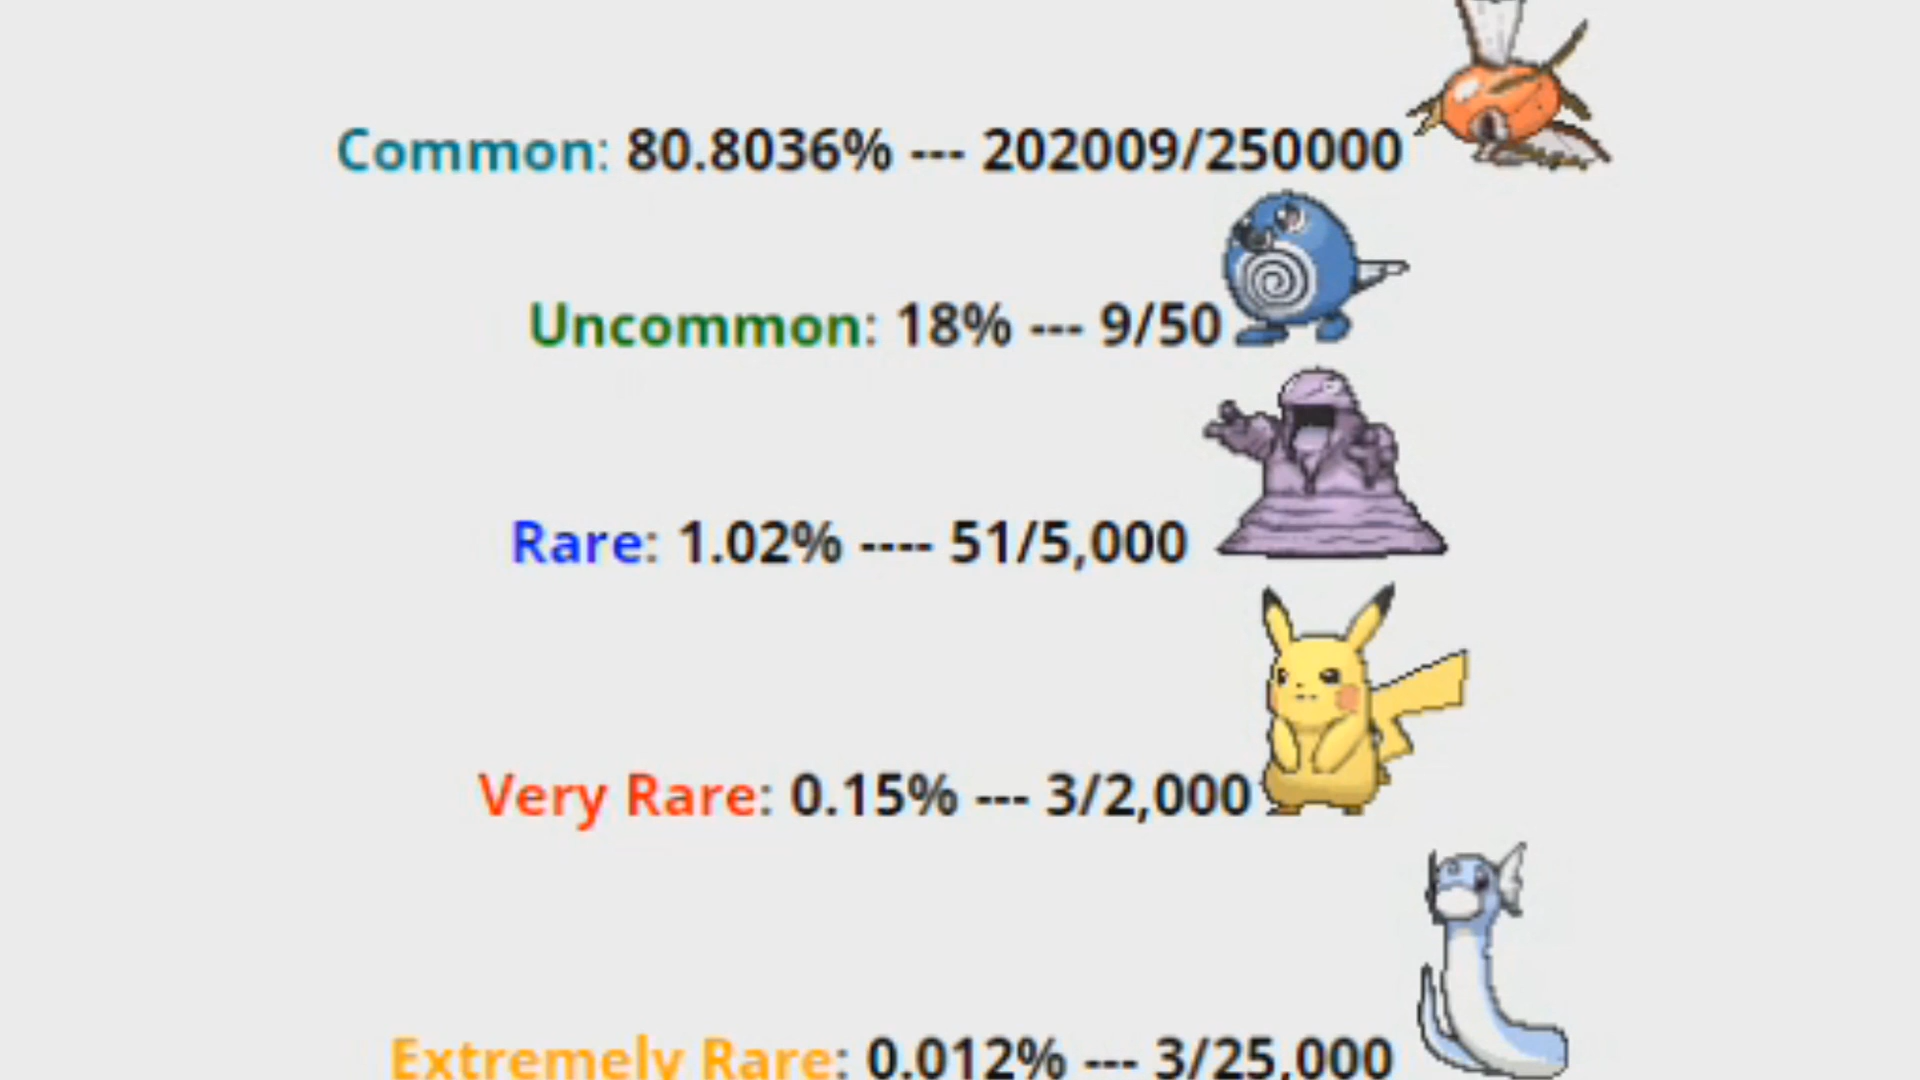 Common: 80.8036% --- 202009/250000
Uncommon: 18% --- 9/50
Rare: 1.02% ---- 51/5,000
Very Rare: 0.15% --- 3/2,000
Extremely Rare: 0.012% --- 3/25,000